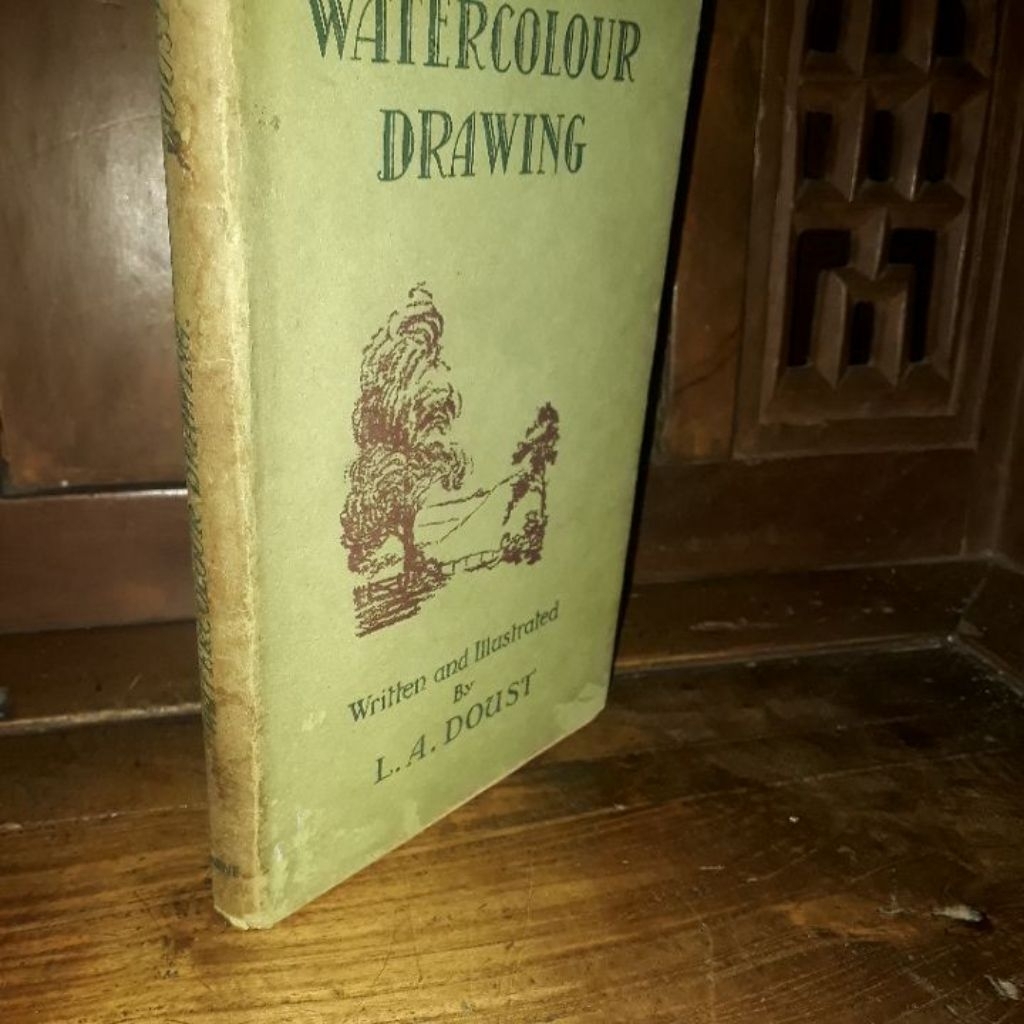 WATERCOLOUR
DRAWING
Written and Illustrated
By
L. A. DOUST